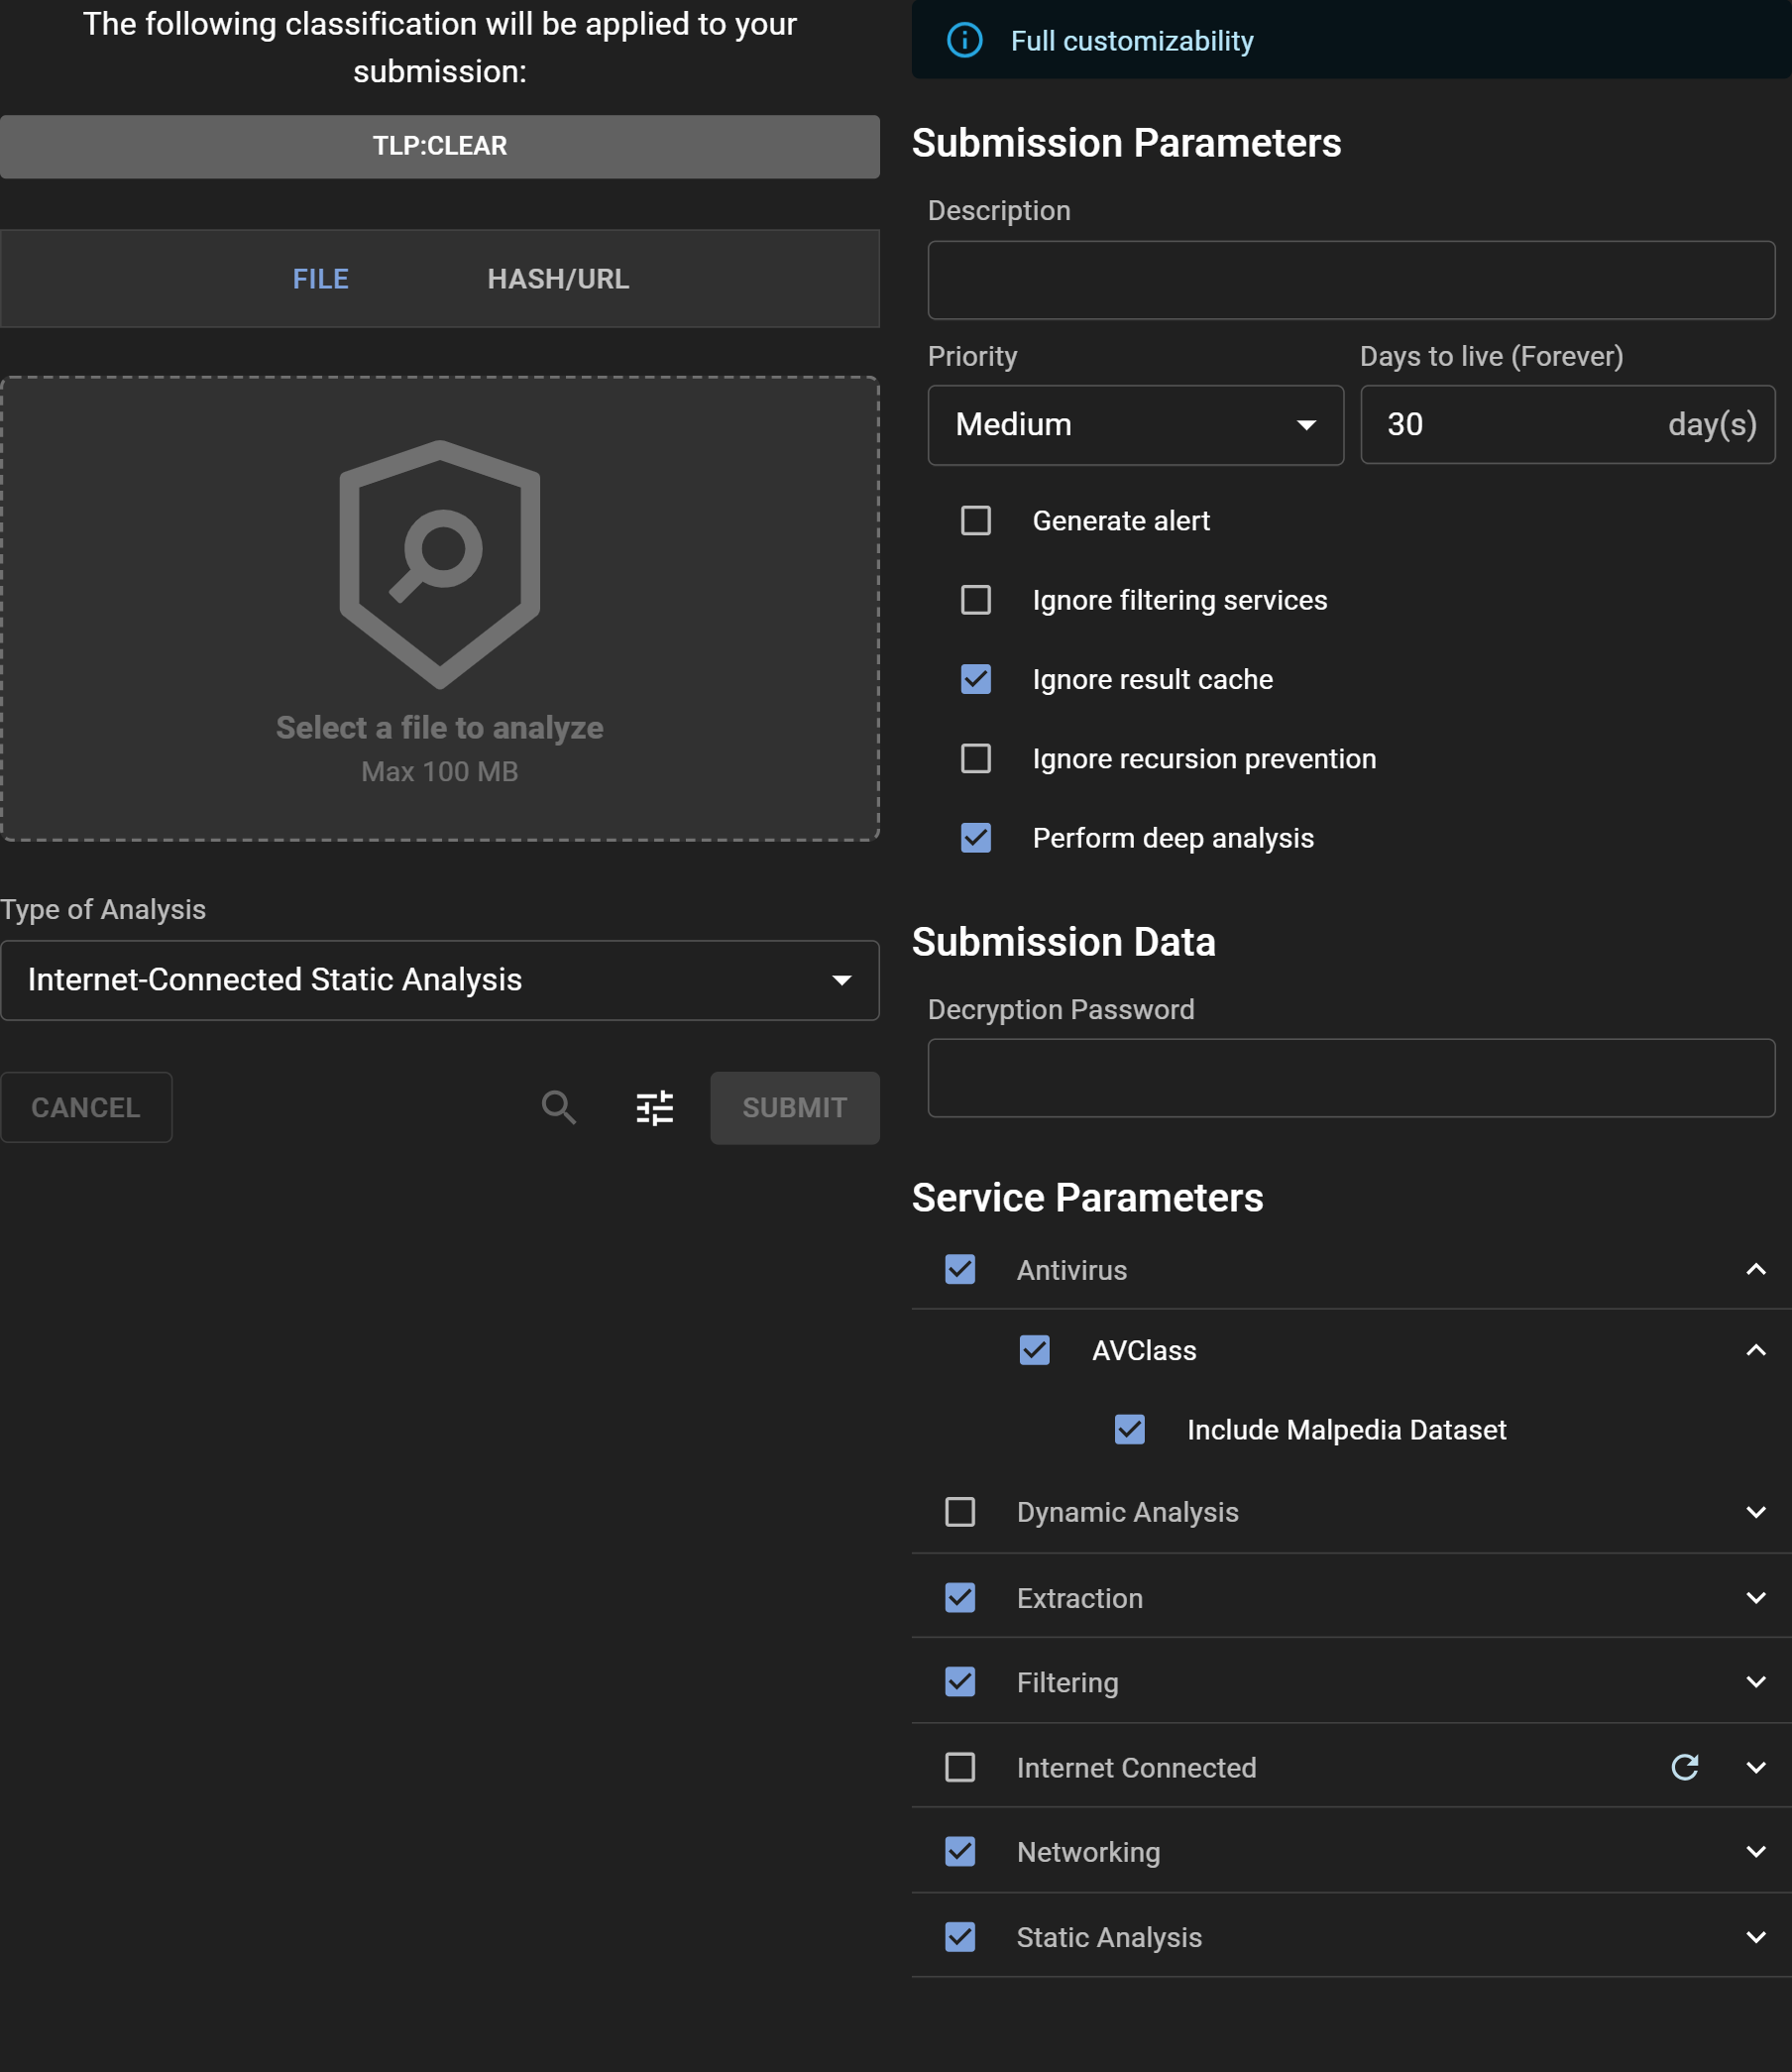 The following classification will be applied to your
submission:
TLP:CLEAR
FILE
HASH/URL
Select a file to analyze
Max 100 MB
Type of Analysis
Internet-Connected Static Analysis
CANCEL
SUBMIT
Full customizability
Submission Parameters
Description
Priority
Days to live (Forever)
Medium
30
day(s)
Generate alert
Ignore filtering services
Ignore result cache
Ignore recursion prevention
Perform deep analysis
Submission Data
Decryption Password
Service Parameters
Antivirus
AVClass
Include Malpedia Dataset
Dynamic Analysis
Extraction
Filtering
Internet Connected
Networking
Static Analysis